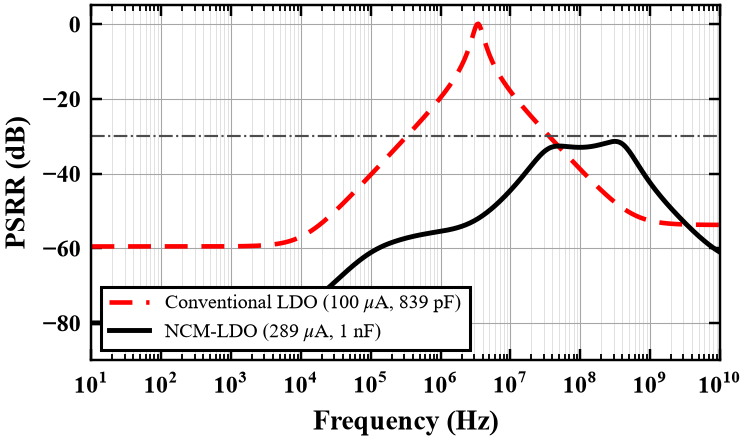 0
−20
−40
−60
−80
PSRR (dB)
Conventional LDO (100 μA, 839 pF)
NCM-LDO (289 μA, 1 nF)
10¹ 10² 10³ 10⁴ 10⁵ 10⁶ 10⁷ 10⁸ 10⁹ 10¹⁰
Frequency (Hz)